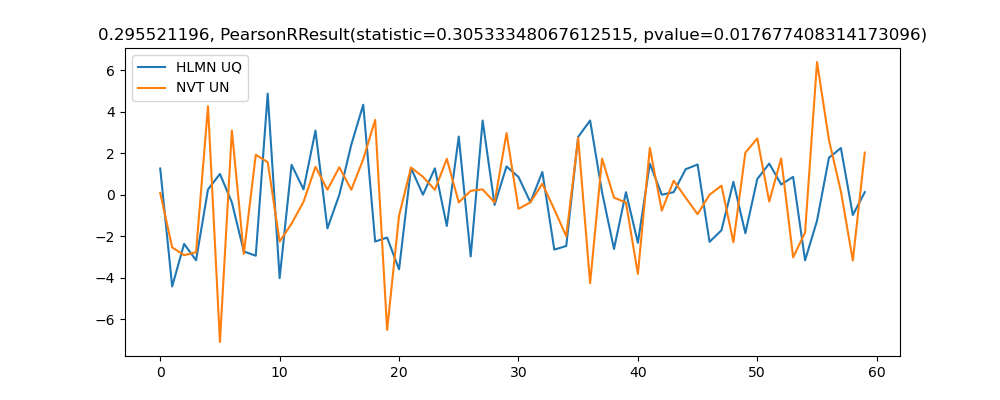 0.295521196, PearsonRResult(statistic=0.30533348067612515, pvalue=0.017677408314173096)
HLMN UQ
NVT UN
6
4
2
0
−2
−4
−6
0 10 20 30 40 50 60